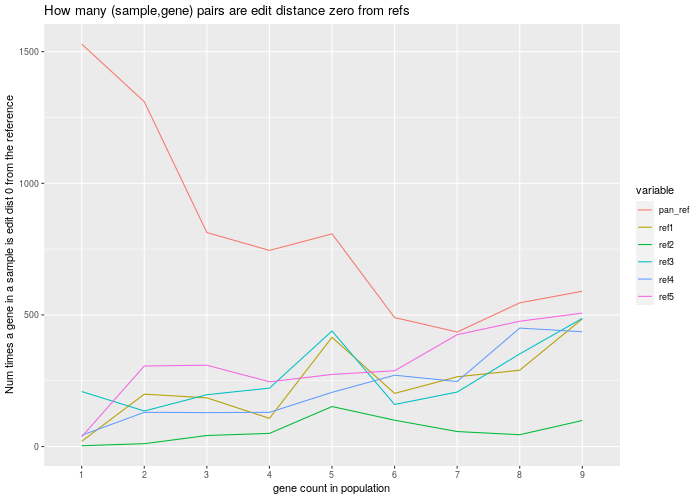 How many (sample,gene) pairs are edit distance zero from refs
Num times a gene in a sample is edit dist 0 from the reference
1500
1000
500
0
1 2 3 4 5 6 7 8 9
gene count in population
variable
pan_ref
ref1
ref2
ref3
ref4
ref5